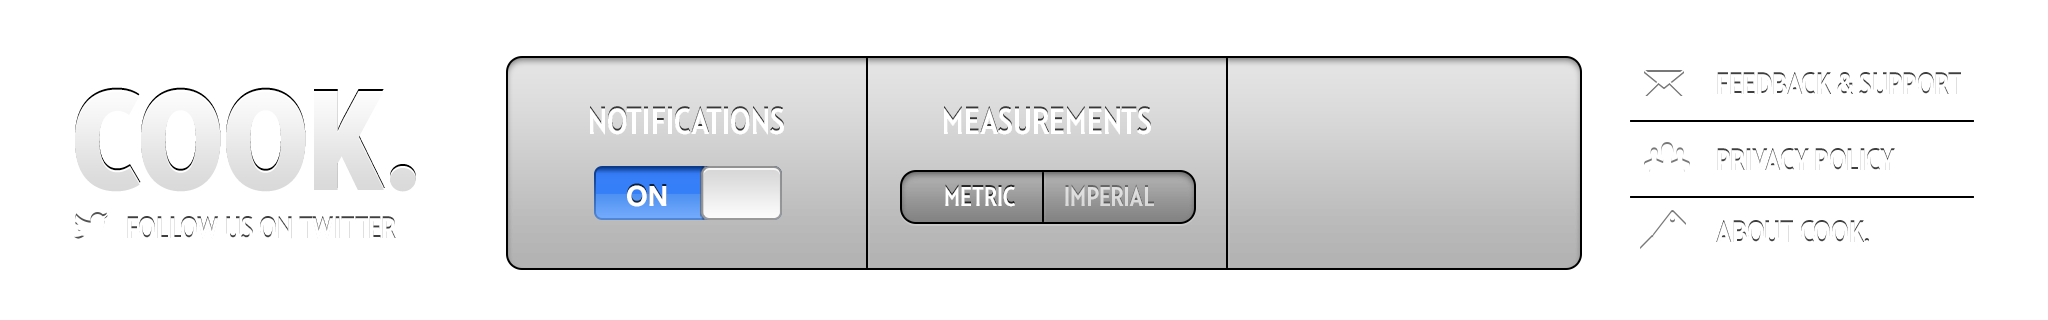 COOK.
FOLLOW US ON TWITTER
NOTIFICATIONS
ON
MEASUREMENTS
METRIC IMPERIAL
FEEDBACK & SUPPORT
PRIVACY POLICY
ABOUT COOK.